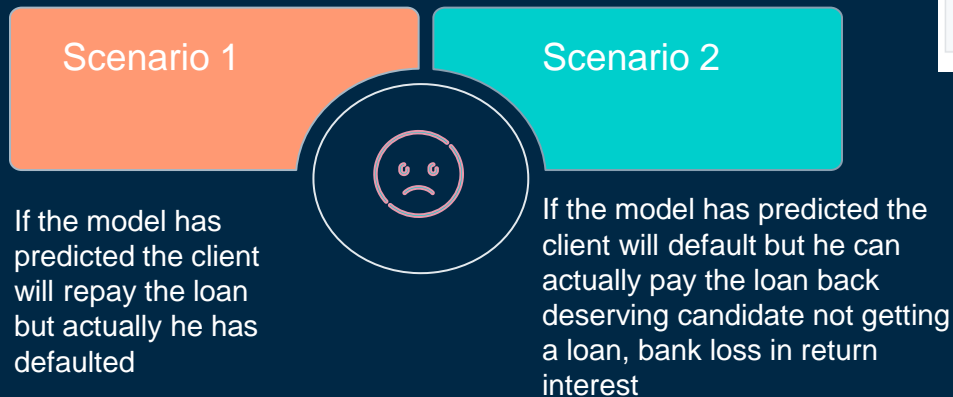 Scenario 1
Scenario 2
If the model has
predicted the client
will repay the loan
but actually he has
defaulted
If the model has predicted the
client will default but he can
actually pay the loan back
deserving candidate not getting
a loan, bank loss in return
interest